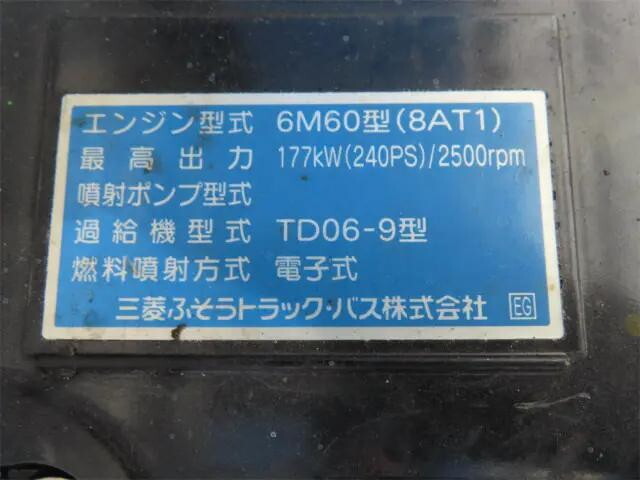 エンジン型式 6M60型(8AT1)
最高出力 177kW(240PS)/2500rpm
噴射ポンプ型式
過給機型式 TD06-9型
燃料噴射方式 電子式
三菱ふそうトラック・バス株式会社 EG